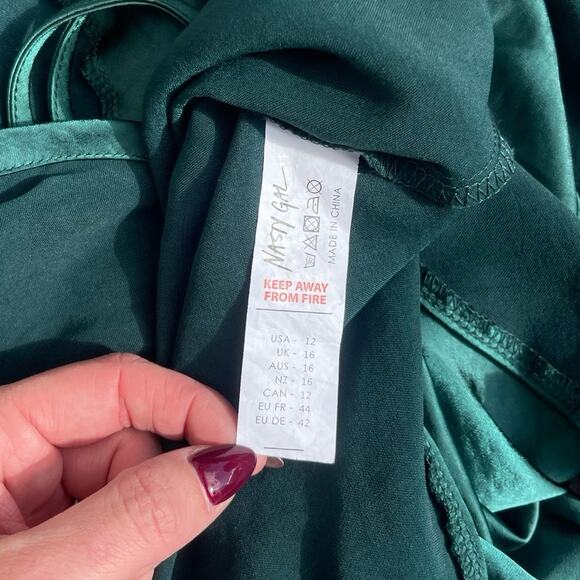 NASTY GAL
MADE IN CHINA
KEEP AWAY
FROM FIRE
USA - 12
UK - 16
AUS - 16
NZ - 16
CAN - 12
EU FR - 44
EU DE - 42